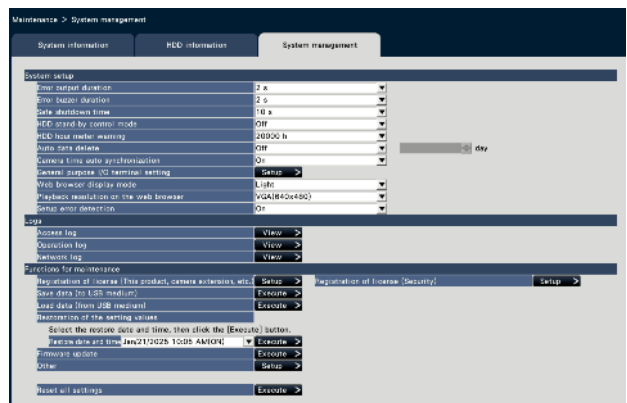 Maintenance > System management
System information HDD information System management
System setup
Error output duration 2 s
Error buzzer duration 2 s
Safe shutdown time 10 s
HDD stand-by control mode Off
HDD hour meter warning 20000 h
Auto data delete Off day
Camera time auto synchronization On
General purpose I/O terminal setting Setup >
Web browser display mode Light
Playback resolution on the web browser VGA(640x480)
Setup error detection On
Logs
Access log View >
Operation log View >
Network log View >
Functions for maintenance
Registration of license (This product, camera extension, etc.) Setup > Registration of license (Security) Setup >
Save data (to USB medium) Execute >
Load data (from USB medium) Execute >
Restoration of the setting values
Select the restore date and time, then click the [Execute] button.
Restore date and time Jan/21/2025 10:05 AM(ON) Execute >
Firmware update Execute >
Other Setup >
Reset all settings Execute >